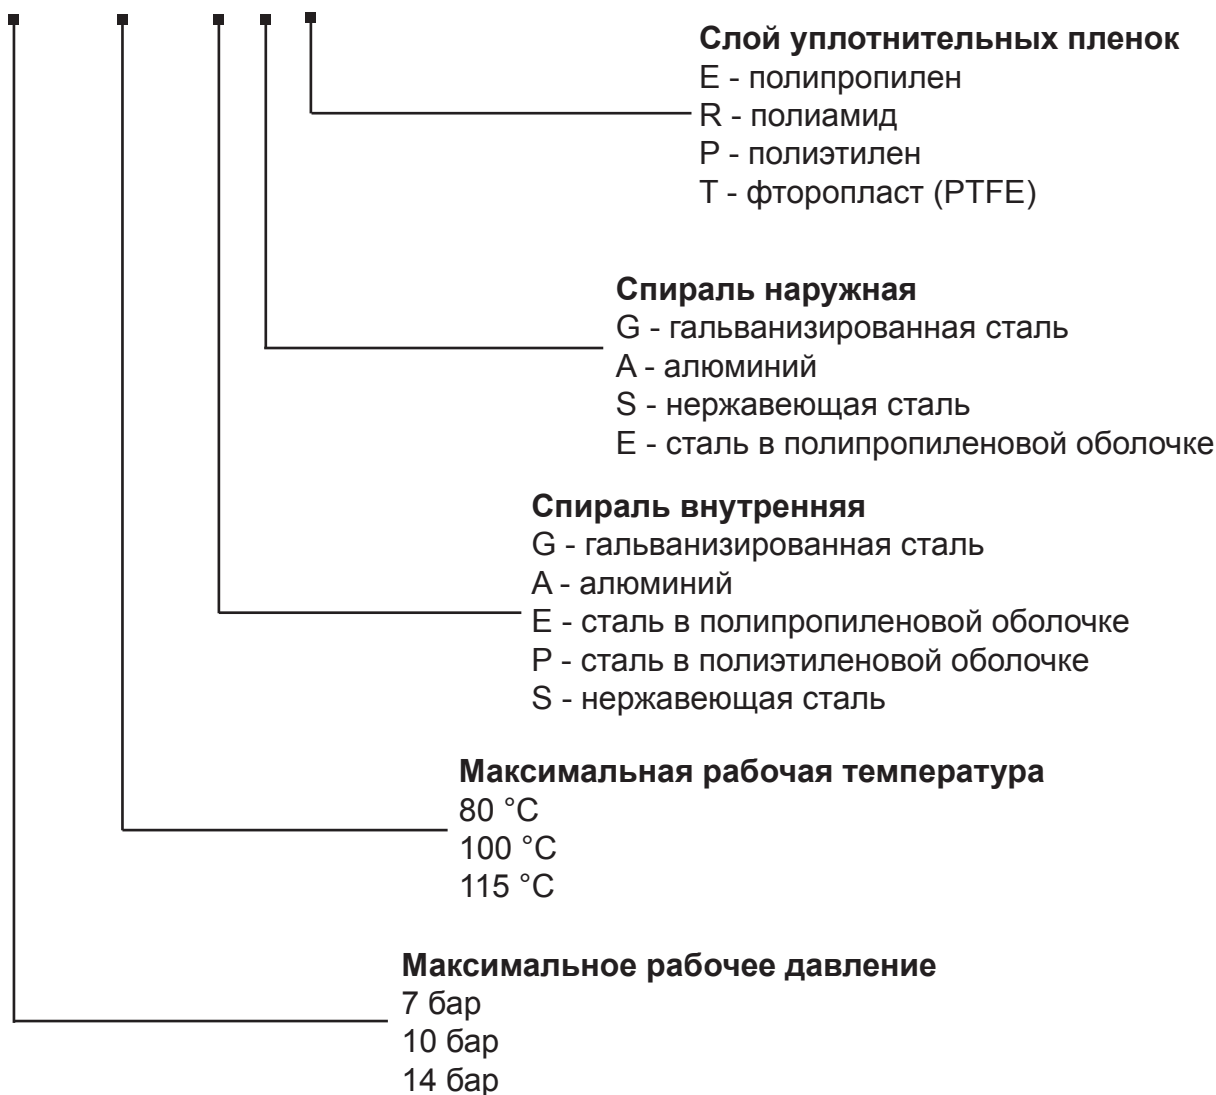 Слой уплотнительных пленок
E - полипропилен
R - полиамид
P - полиэтилен
T - фторопласт (PTFE)
Спираль наружная
G - гальванизированная сталь
A - алюминий
S - нержавеющая сталь
E - сталь в полипропиленовой оболочке
Спираль внутренняя
G - гальванизированная сталь
A - алюминий
E - сталь в полипропиленовой оболочке
P - сталь в полиэтиленовой оболочке
S - нержавеющая сталь
Максимальная рабочая температура
80 °C
100 °C
115 °C
Максимальное рабочее давление
7 бар
10 бар
14 бар